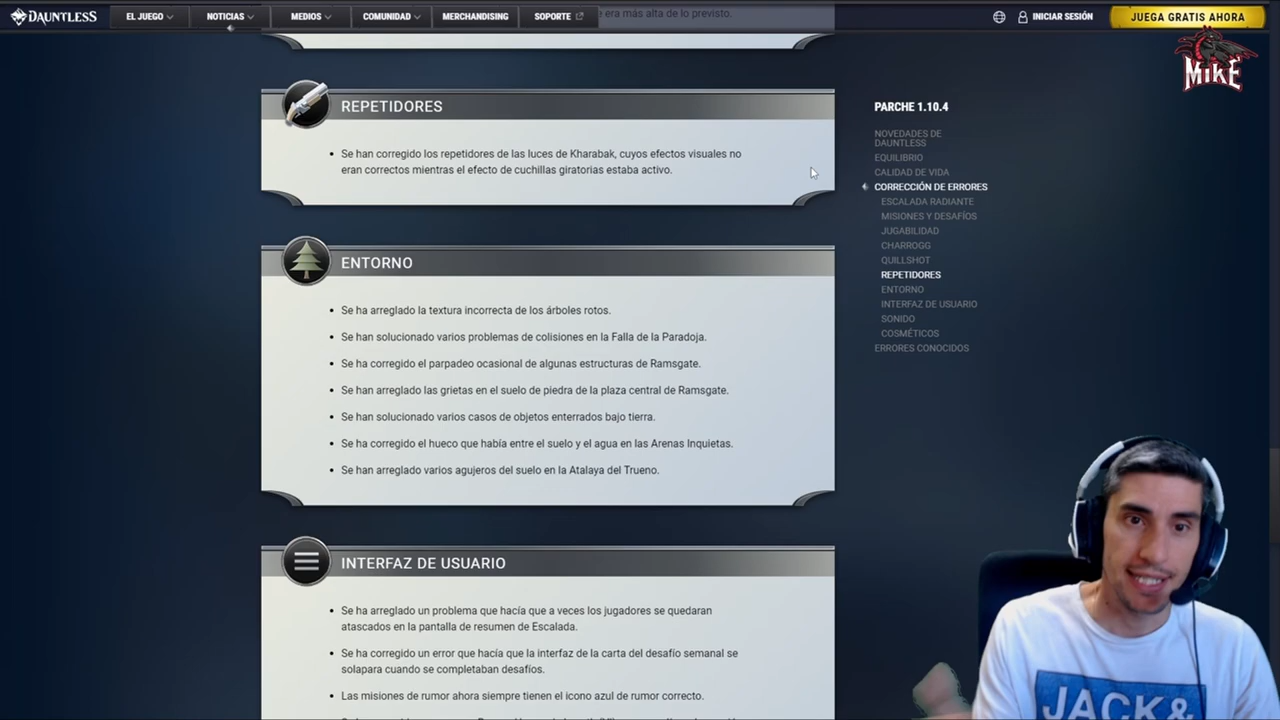 DAUNTLESS
EL JUEGO
NOTICIAS
MEDIOS
COMUNIDAD
MERCHANDISING
SOPORTE
era más alta de lo previsto.
INICIAR SESIÓN
JUEGA GRATIS AHORA
MIKE
REPETIDORES
Se han corregido los repetidores de las luces de Kharabak, cuyos efectos visuales no
eran correctos mientras el efecto de cuchillas giratorias estaba activo.
ENTORNO
Se ha arreglado la textura incorrecta de los árboles rotos.
Se han solucionado varios problemas de colisiones en la Falla de la Paradoja.
Se ha corregido el parpadeo ocasional de algunas estructuras de Ramsgate.
Se han arreglado las grietas en el suelo de piedra de la plaza central de Ramsgate.
Se han solucionado varios casos de objetos enterrados bajo tierra.
Se ha corregido el hueco que había entre el suelo y el agua en las Arenas Inquietas.
Se han arreglado varios agujeros del suelo en la Atalaya del Trueno.
INTERFAZ DE USUARIO
Se ha arreglado un problema que hacía que a veces los jugadores se quedaran
atascados en la pantalla de resumen de Escalada.
Se ha corregido un error que hacía que la interfaz de la carta del desafío semanal se
solapara cuando se completaban desafíos.
Las misiones de rumor ahora siempre tienen el icono azul de rumor correcto.
PARCHE 1.10.4
NOVEDADES DE
DAUNTLESS
EQUILIBRIO
CALIDAD DE VIDA
CORRECCIÓN DE ERRORES
ESCALADA RADIANTE
MISIONES Y DESAFÍOS
JUGABILIDAD
CHARROGG
QUILLSHOT
REPETIDORES
ENTORNO
INTERFAZ DE USUARIO
SONIDO
COSMÉTICOS
ERRORES CONOCIDOS
JACK&